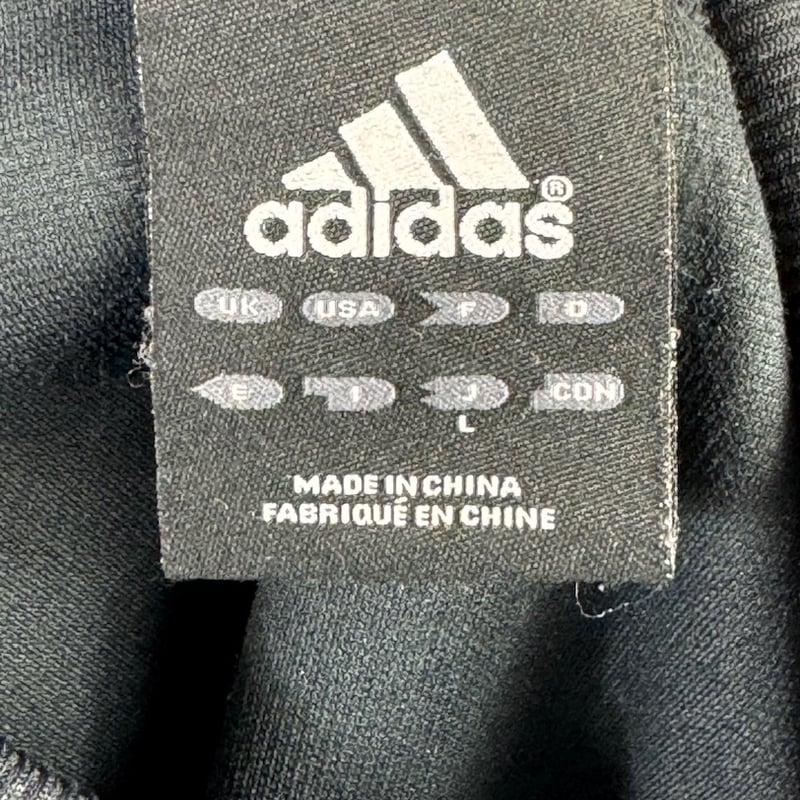 adidas®
UK USA F D
E I J CON
L
MADE IN CHINA
FABRIQUÉ EN CHINE